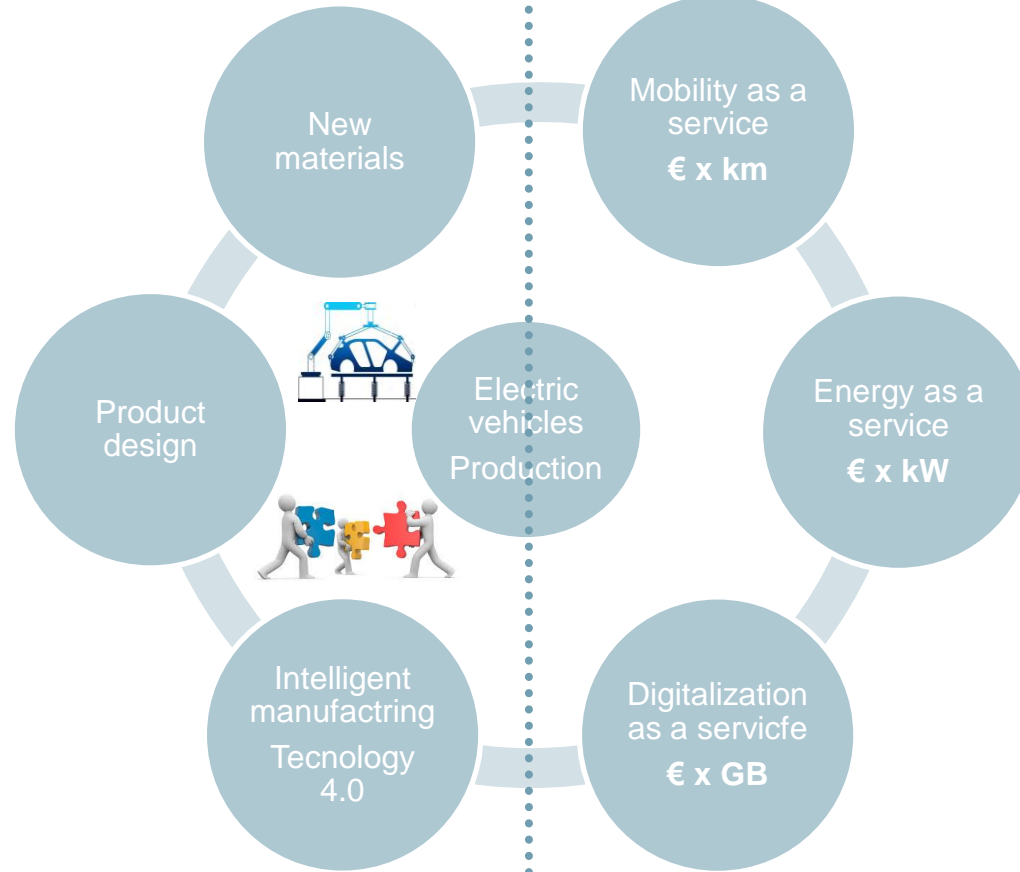 New
materials
Mobility as a
service
€ x km
Product
design
Electric
vehicles
Production
Energy as a
service
€ x kW
Intelligent
manufactring
Tecnology
4.0
Digitalization
as a servicfe
€ x GB